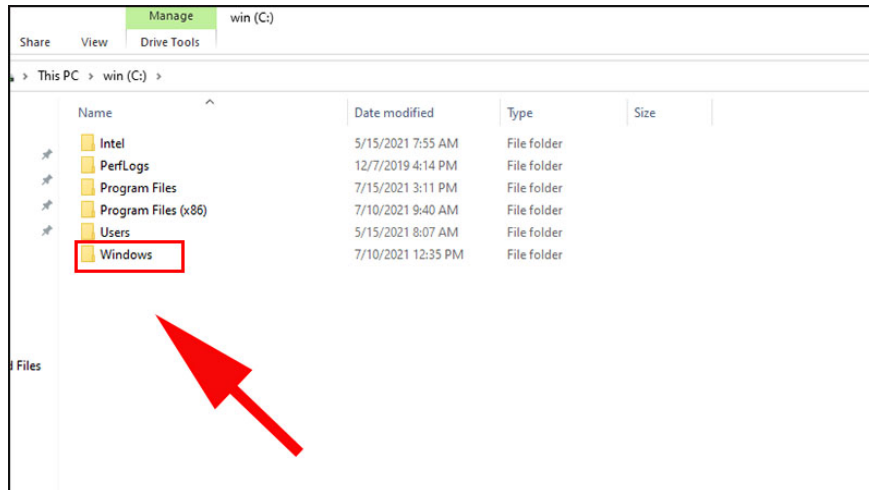 Manage win (C:)
Share View Drive Tools
> This PC > win (C:) >
Name Date modified Type Size
Intel 5/15/2021 7:55 AM File folder
PerfLogs 12/7/2019 4:14 PM File folder
Program Files 7/15/2021 3:11 PM File folder
Program Files (x86) 7/10/2021 9:40 AM File folder
Users 5/15/2021 8:07 AM File folder
Windows 7/10/2021 12:35 PM File folder
d Files